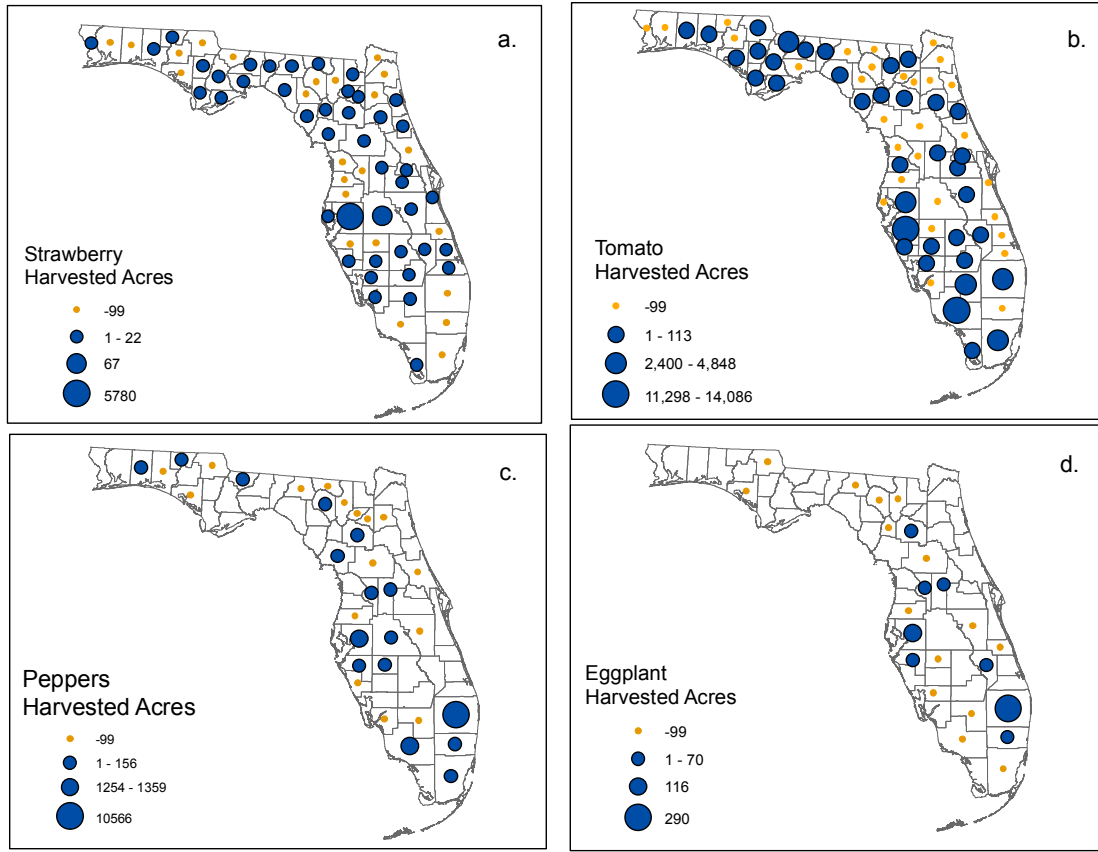 a.
Strawberry
Harvested Acres
-99
1 - 22
67
5780
b.
Tomato
Harvested Acres
-99
1 - 113
2,400 - 4,848
11,298 - 14,086
c.
Peppers
Harvested Acres
-99
1 - 156
1254 - 1359
10566
d.
Eggplant
Harvested Acres
-99
1 - 70
116
290